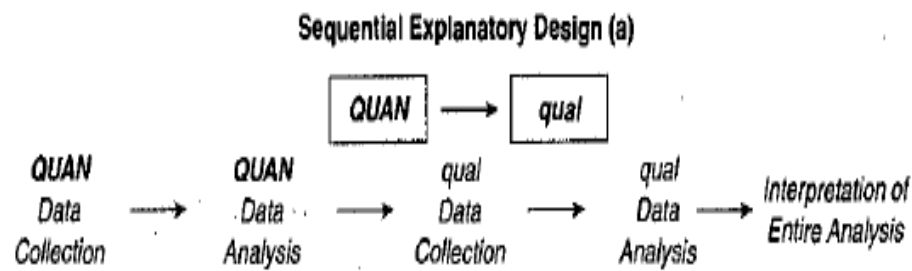 Sequential Explanatory Design (a)
QUAN qual
QUAN QUAN qual qual
Data Data Data Data Interpretation of
Collection Analysis Collection Analysis Entire Analysis